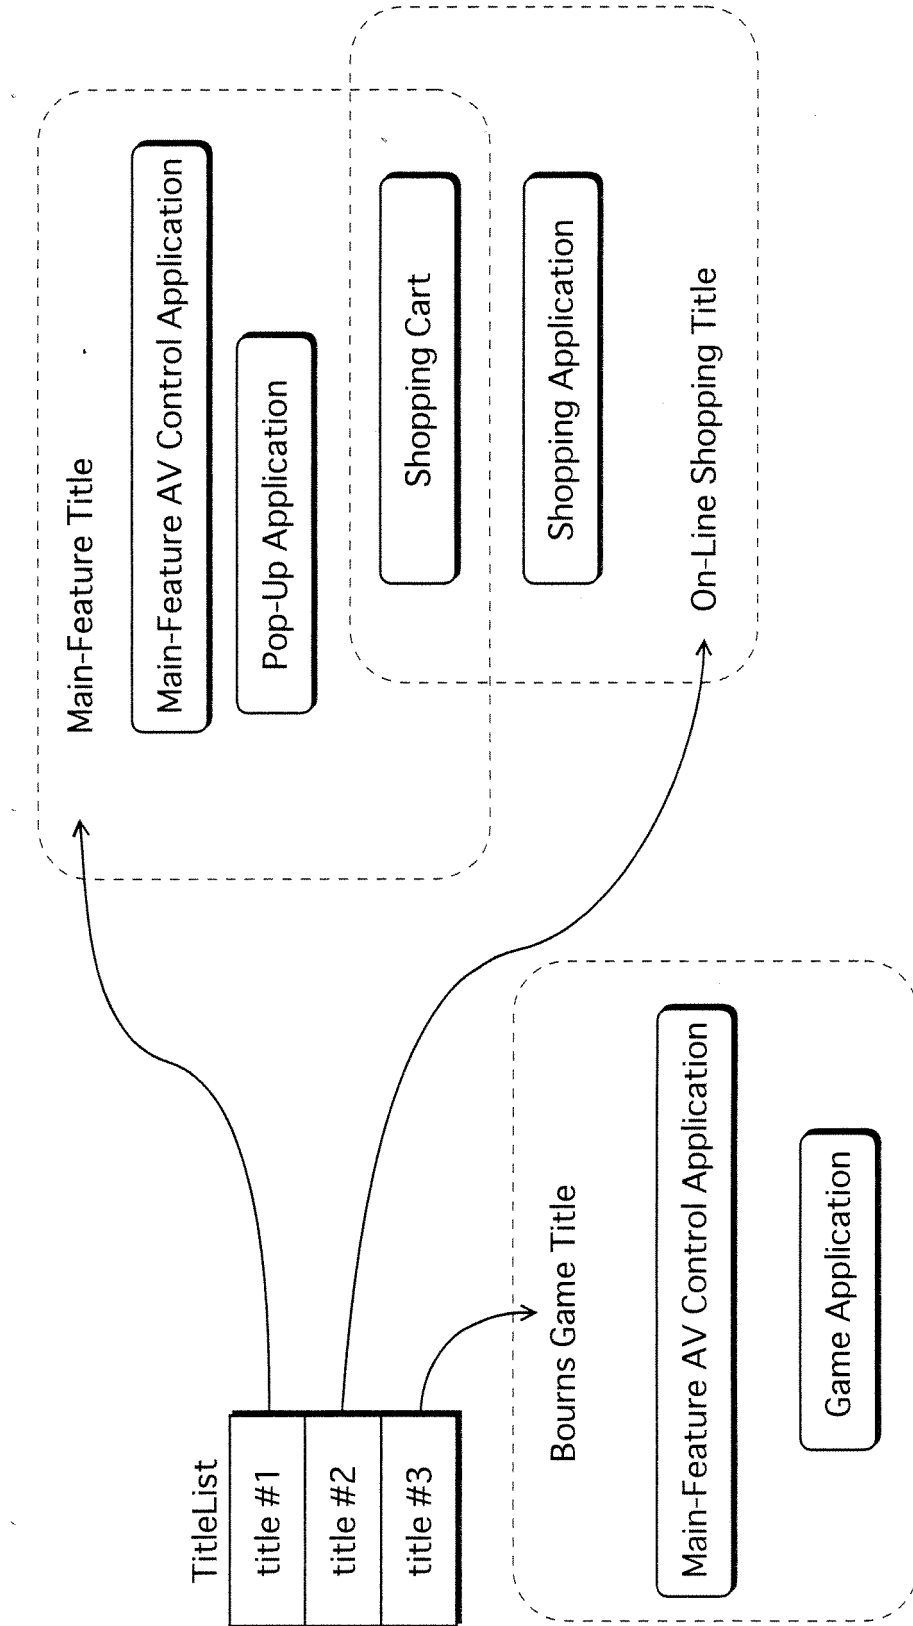 TitleList
title #1
title #2
title #3
Main-Feature Title
Main-Feature AV Control Application
Pop-Up Application
Shopping Cart
Shopping Application
On-Line Shopping Title
Bourns Game Title
Main-Feature AV Control Application
Game Application